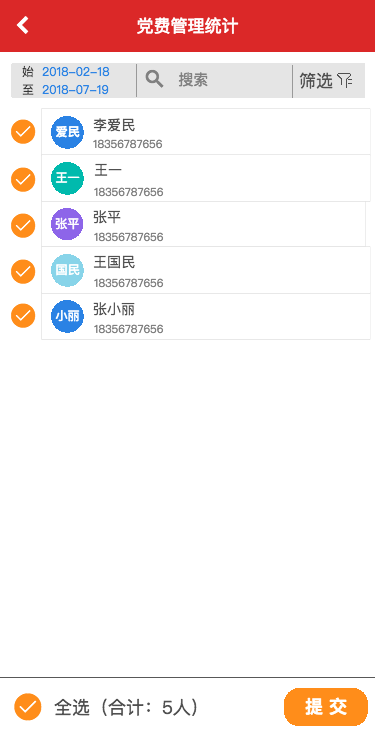 党费管理统计
始 2018-02-18
至 2018-07-19
搜索
筛选
爱民 李爱民
18356787656
王一 王一
18356787656
张平 张平
18356787656
国民 王国民
18356787656
小丽 张小丽
18356787656
全选（合计：5人）
提 交